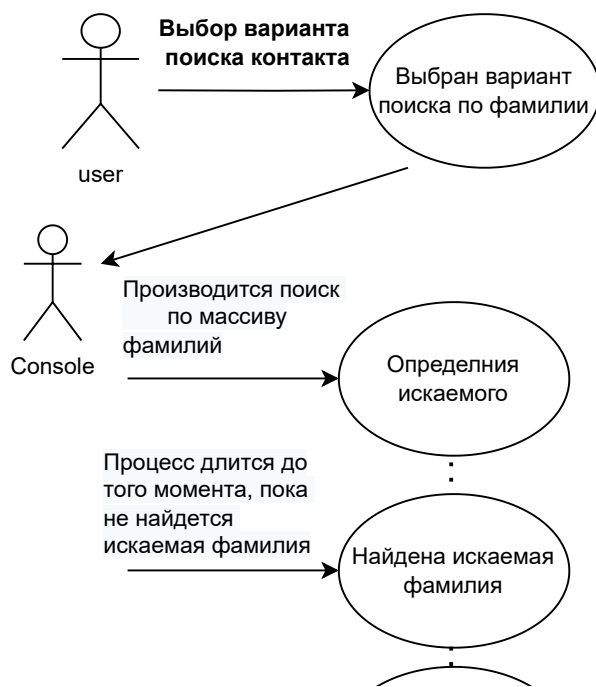 Выбор варианта
поиска контакта
Выбран вариант
поиска по фамилии
user
Console
Производится поиск
по массиву
фамилий
Определния
искаемого
Процесс длится до
того момента, пока
не найдется
искаемая фамилия
Найдена искаемая
фамилия